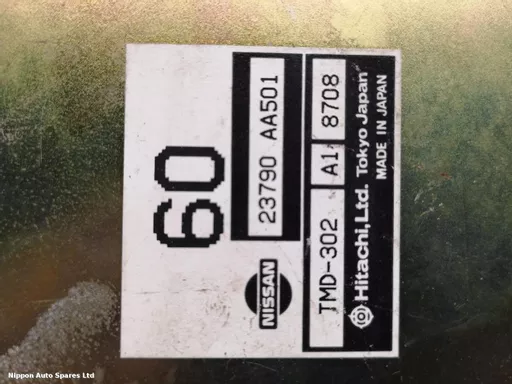 60
NISSAN
23790 AA501
TMD-302
A1
8708
Hitachi,Ltd. Tokyo Japan
MADE IN JAPAN
Nippon Auto Spares Ltd